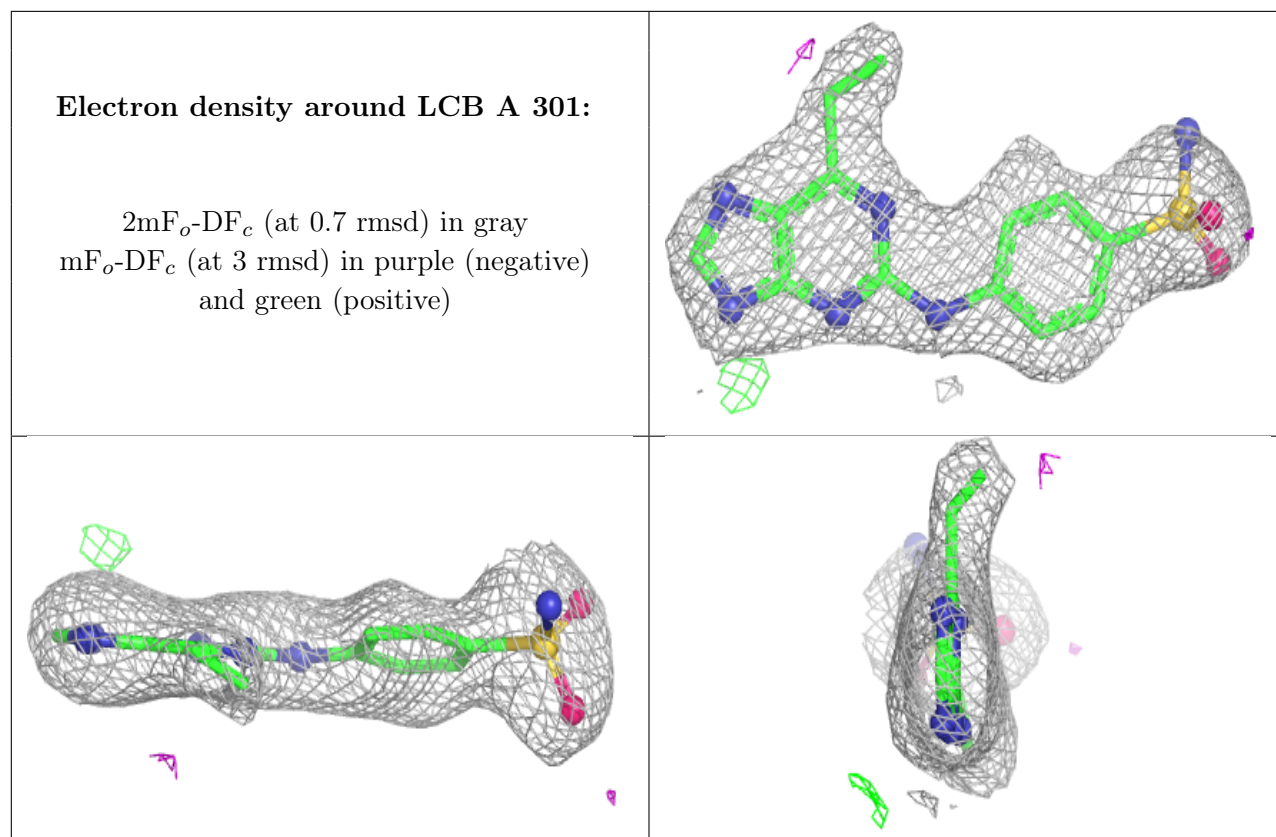 Electron density around LCB A 301:
2mFo-DFc (at 0.7 rmsd) in gray
mFo-DFc (at 3 rmsd) in purple (negative)
and green (positive)